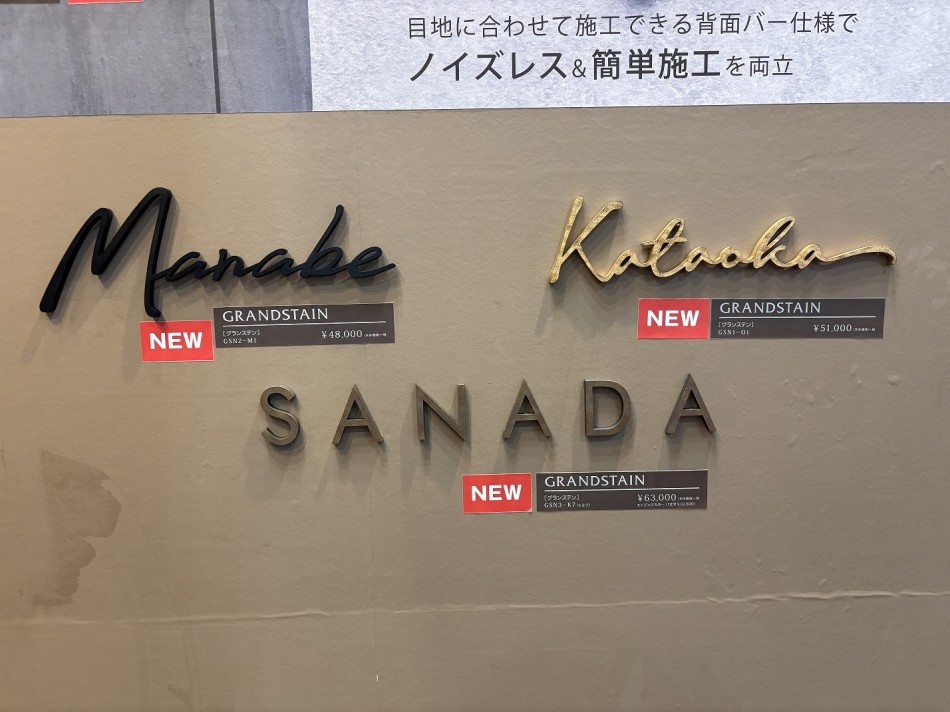 目地に合わせて施工できる背面バー仕様で
ノイズレス&簡単施工を両立
Manabe
Kataoka
NEW
GRANDSTAIN
[グランステン]
GSN2-M1
¥48,000
NEW
GRANDSTAIN
[グランステン]
GSN1-01
¥51,000
SANADA
NEW
GRANDSTAIN
[グランステン]
GSN3-K7
¥63,000